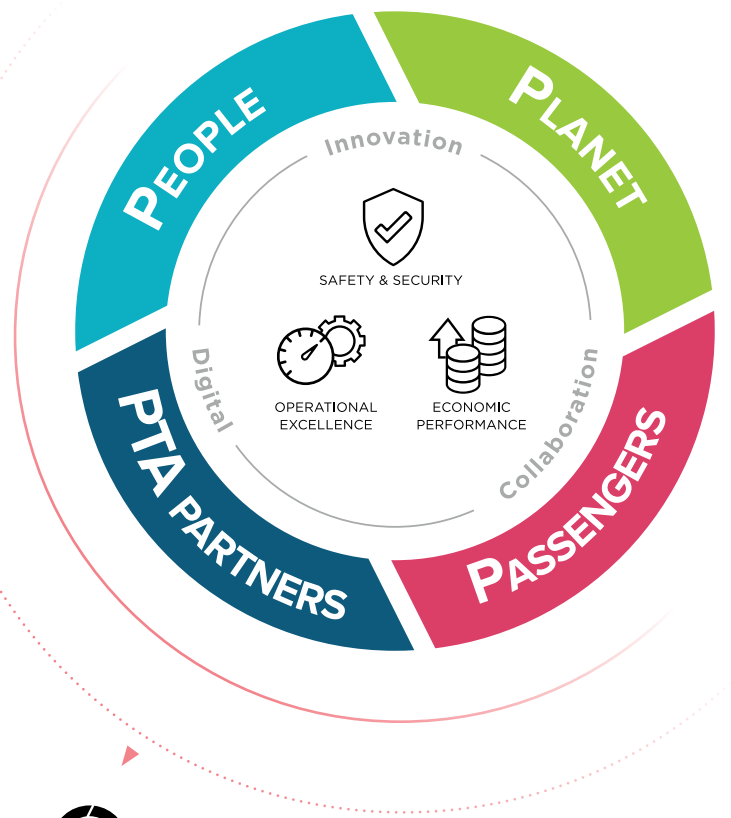 PEOPLE
PLANET
Innovation
SAFETY & SECURITY
Digital
OPERATIONAL
EXCELLENCE
ECONOMIC
PERFORMANCE
Collaboration
PTA PARTNERS
PASSENGERS